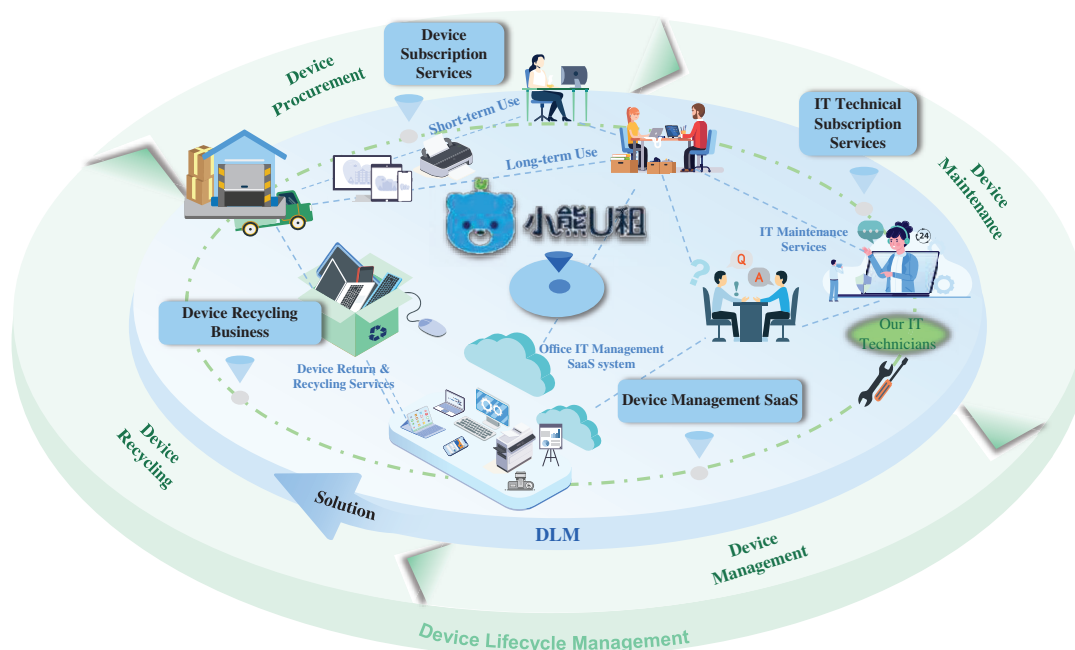 Device
Subscription
Services
Device
Procurement
Short-term Use
Long-term Use
IT Technical
Subscription
Services
Device
Maintenance
小熊U租
IT Maintenance
Services
24
?
Q
A
!
Device Recycling
Business
Our IT
Technicians
Office IT Management
SaaS system
Device Return &
Recycling Services
Device Management SaaS
Device
Recycling
Solution
DLM
Device
Management
Device Lifecycle Management